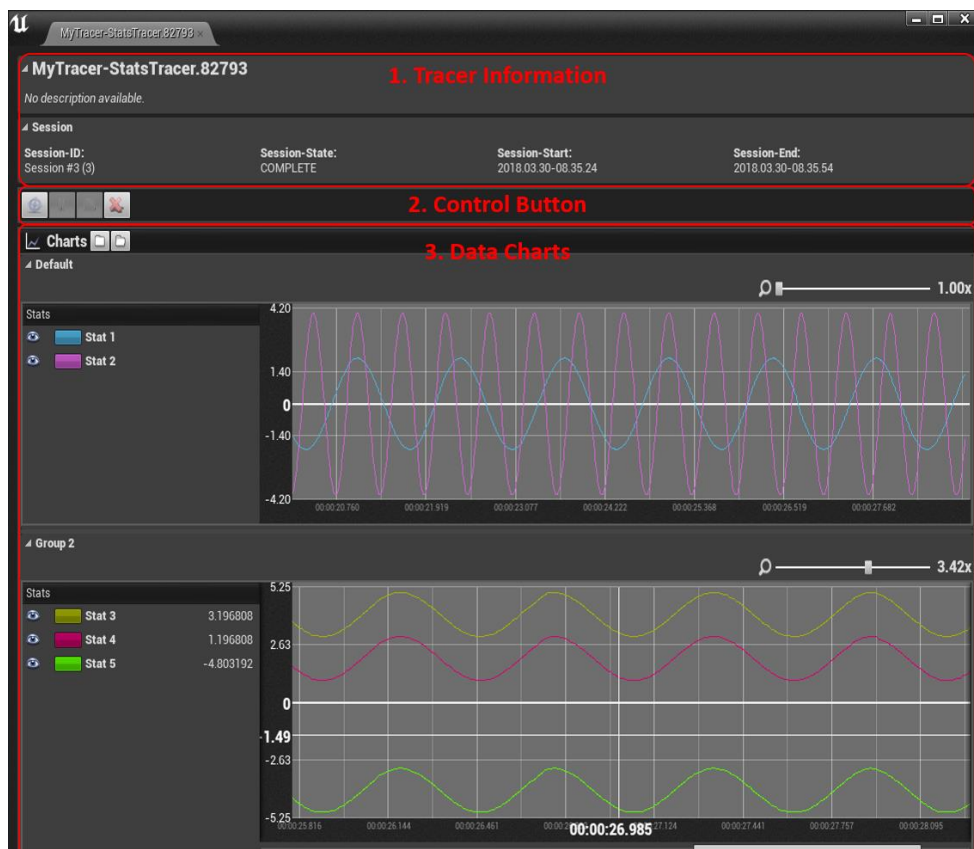 MyTracer-StatsTracer.82793
MyTracer-StatsTracer.82793
1. Tracer Information
No description available.
Session
Session-ID: Session-State: Session-Start: Session-End:
Session #3 (3) COMPLETE 2018.03.30-08.35.24 2018.03.30-08.35.54
2. Control Button
Charts
3. Data Charts
Default
1.00x
Stats
Stat 1
Stat 2
4.20
1.40
0
-1.40
-4.20
00:00:20.760 00:00:21.919 00:00:23.077 00:00:24.222 00:00:25.368 00:00:26.519 00:00:27.682
Group 2
3.42x
Stats
Stat 3 3.196808
Stat 4 1.196808
Stat 5 -4.803192
5.25
2.63
0
-1.49
-2.63
-5.25
00:00:25.816 00:00:26.144 00:00:26.461 00:00:26.985 00:00:27.441 00:00:27.757 00:00:28.095